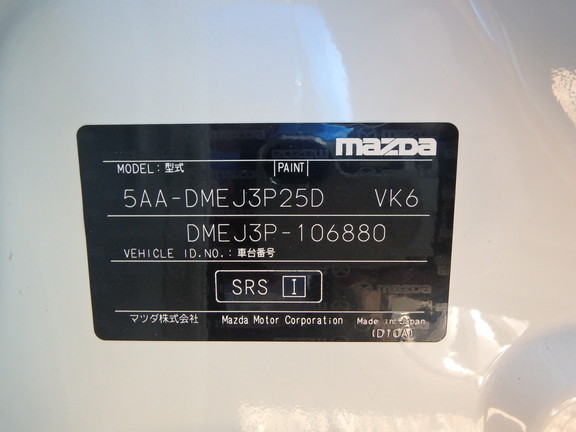 mazda
MODEL:型式 PAINT
5AA-DMEJ3P25D VK6
DMEJ3P-106880
VEHICLE ID.NO.:車台番号
SRS I
マツダ株式会社 Mazda Motor Corporation Made in Japan
(D10A)